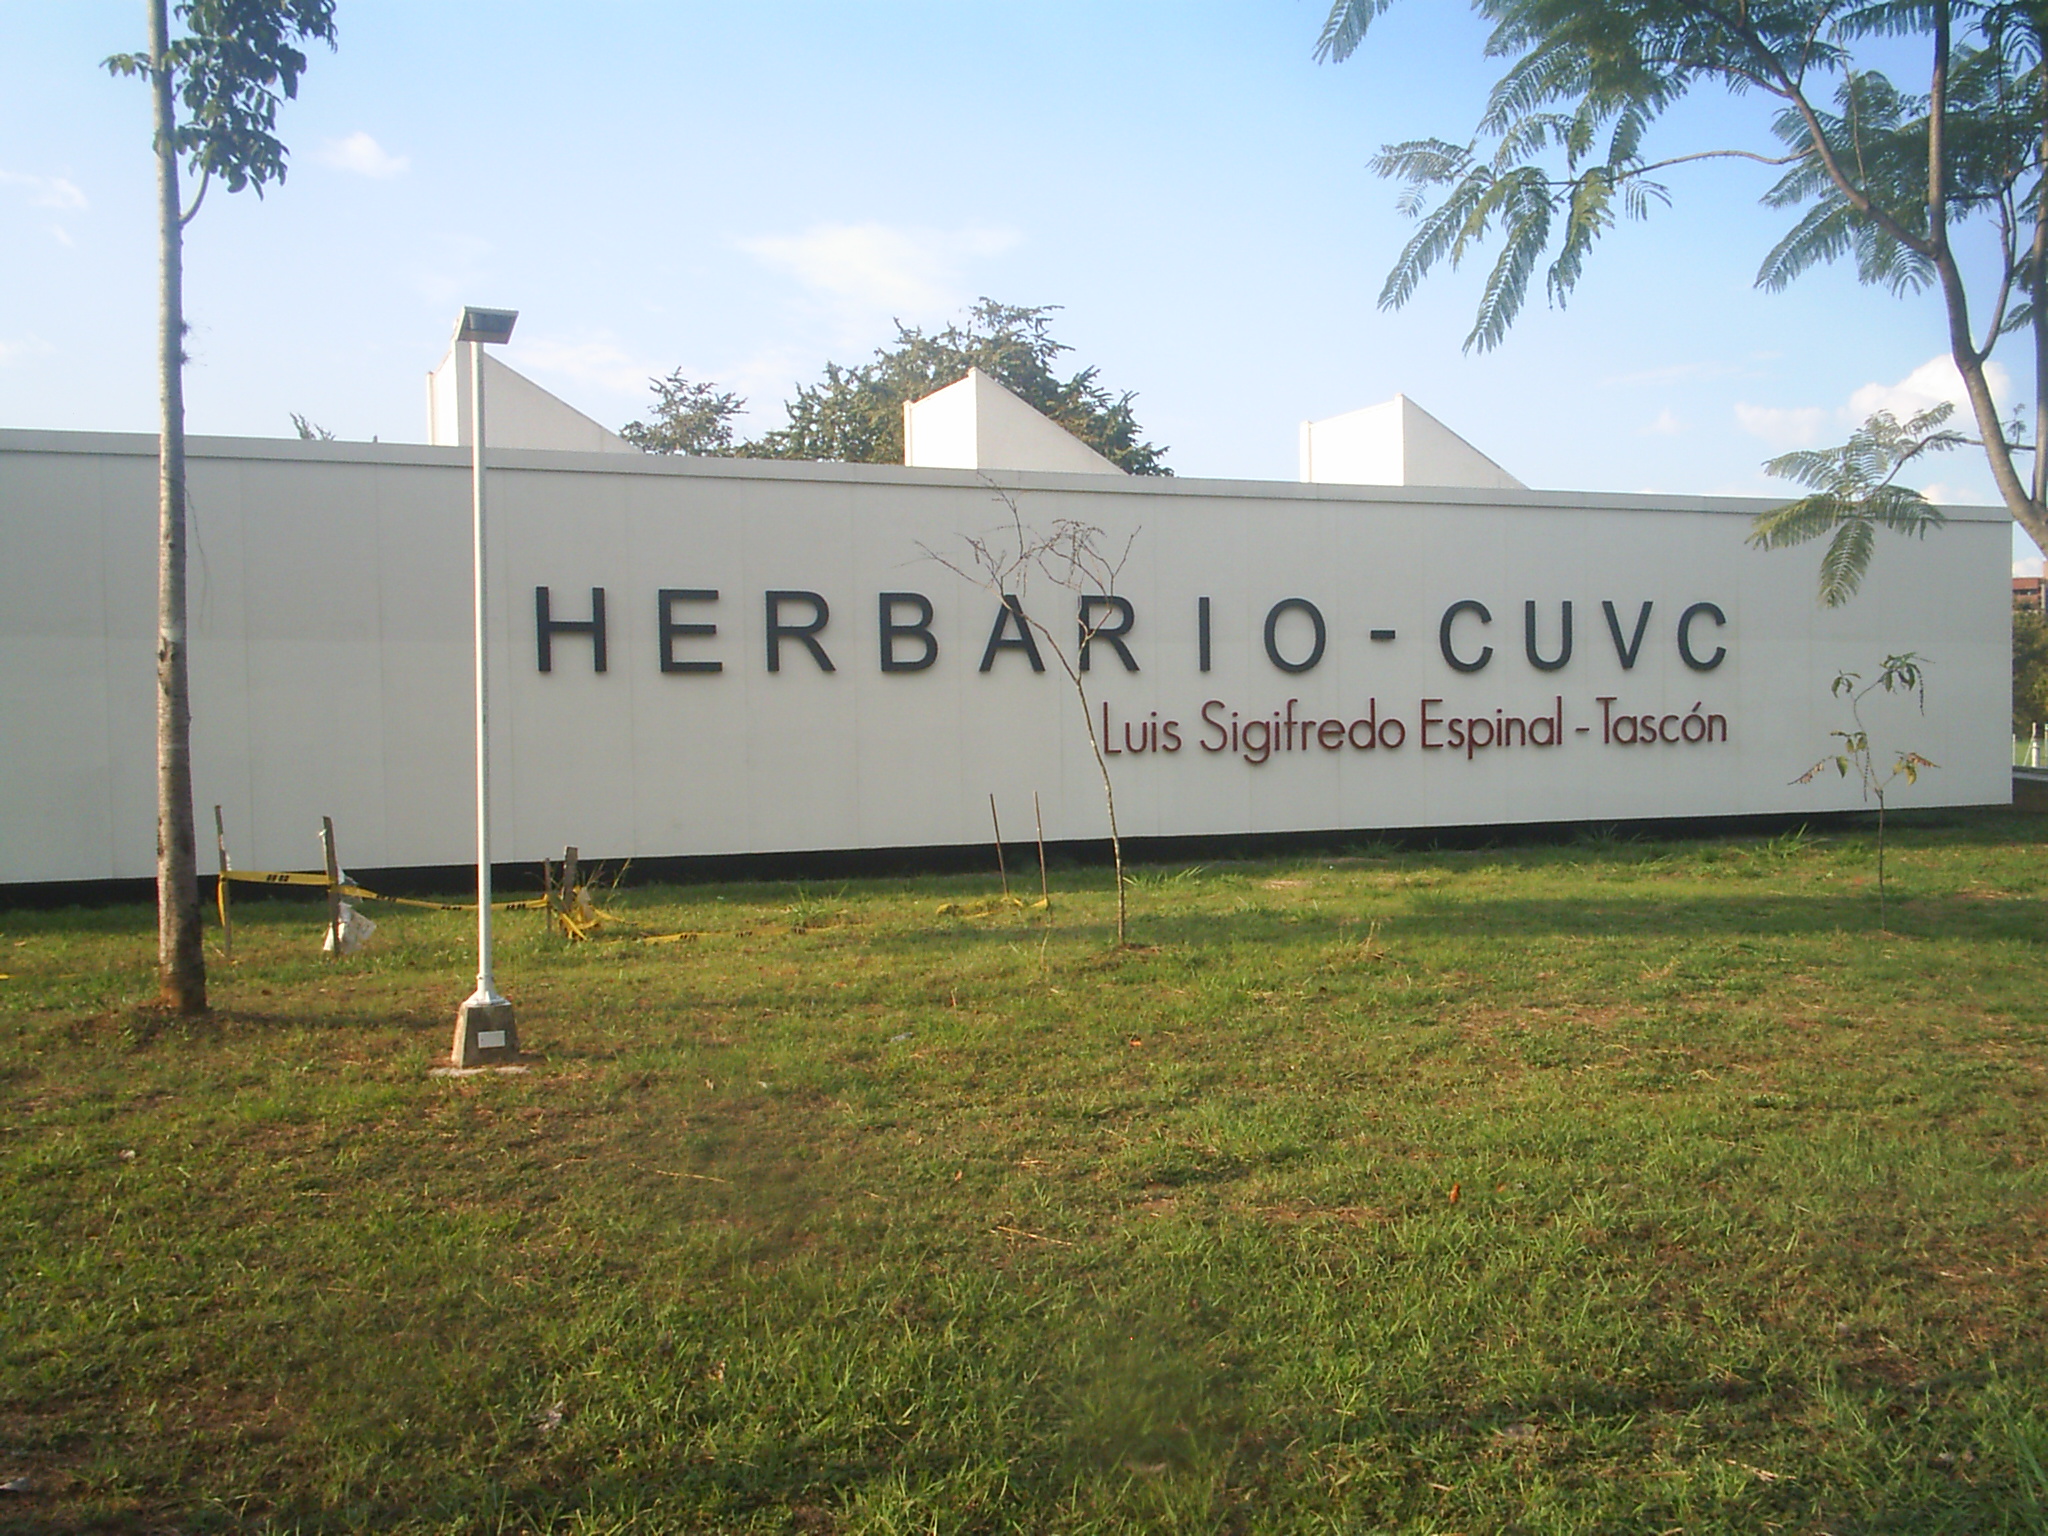 HERBARIO - CUVC
Luis Sigifredo Espinal - Tascón